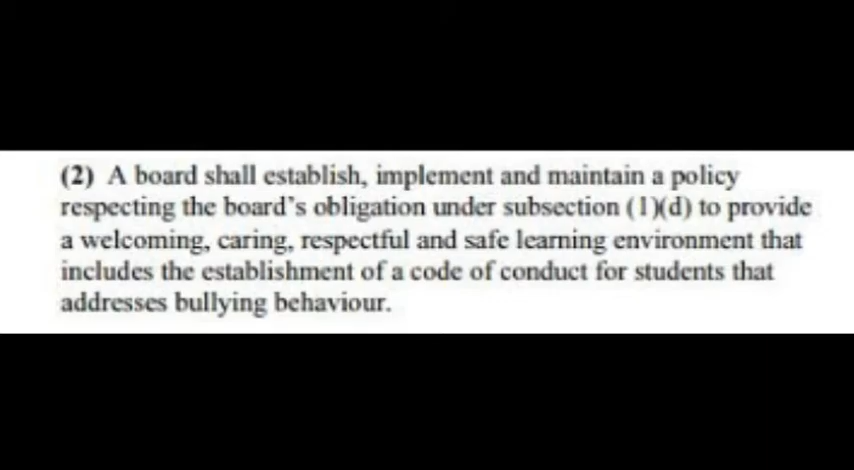 (2) A board shall establish, implement and maintain a policy
respecting the board's obligation under subsection (1)(d) to provide
a welcoming, caring, respectful and safe learning environment that
includes the establishment of a code of conduct for students that
addresses bullying behaviour.